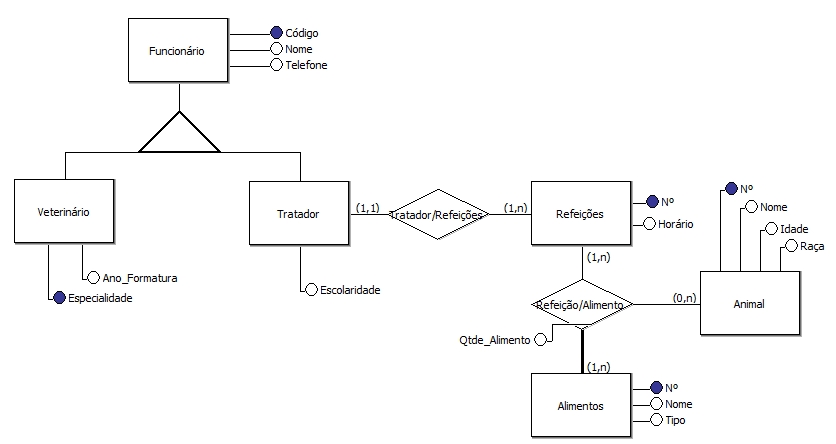 Código
Funcionário
Nome
Telefone
Veterinário
Ano_Formatura
Especialidade
Tratador
Escolaridade
(1,1)
Tratador/Refeições
(1,n)
Refeições
Nº
Horário
(1,n)
Refeição/Alimento
(0,n)
Nº
Nome
Idade
Raça
Animal
Qtde_Alimento
(1,n)
Alimentos
Nº
Nome
Tipo